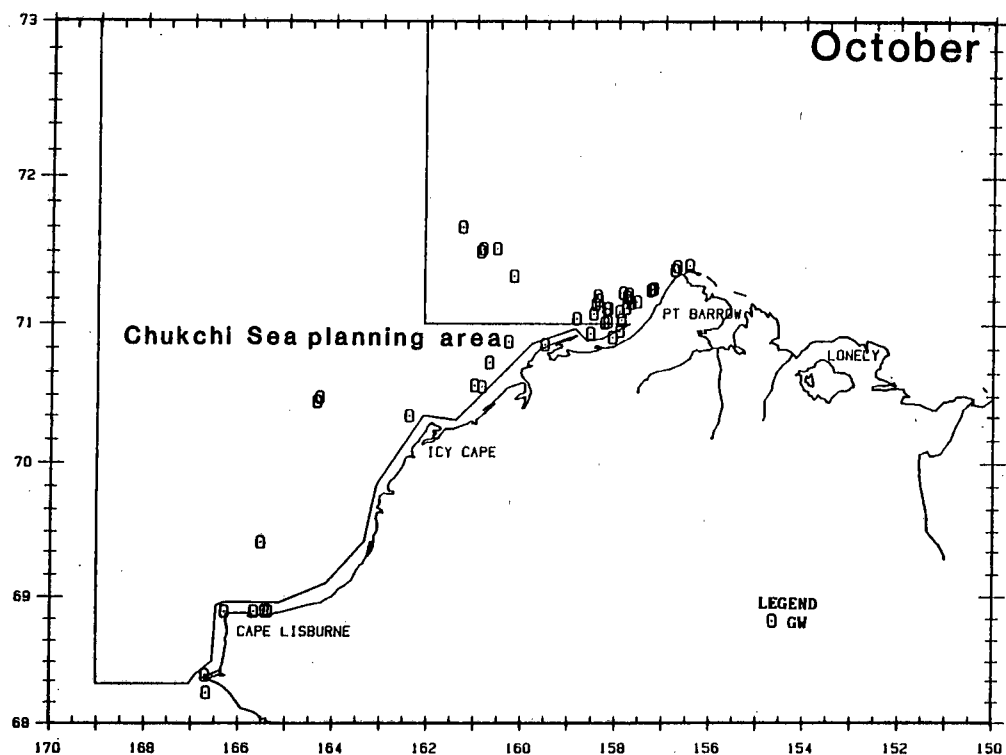 73
October
72
71
PT BARROW
Chukchi Sea planning area
LONELY
ICY CAPE
70
69
LEGEND
0 GW
CAPE LISBURNE
68
170 166 164 162 160 158 156 154 152 150